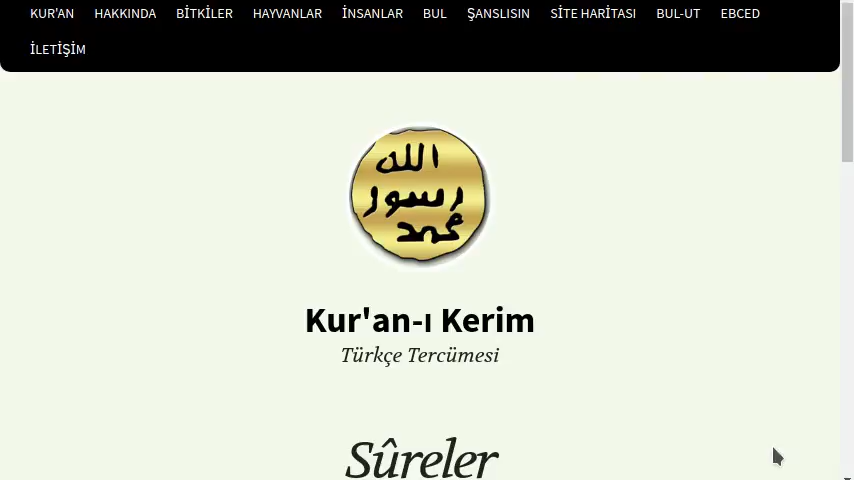 KUR'AN HAKKINDA BİTKİLER HAYVANLAR İNSANLAR BUL ŞANSLISIN SİTE HARİTASI BUL-UT EBCED
İLETİŞİM
الله
رسور
محمد
Kur'an-ı Kerim
Türkçe Tercümesi
Sûreler